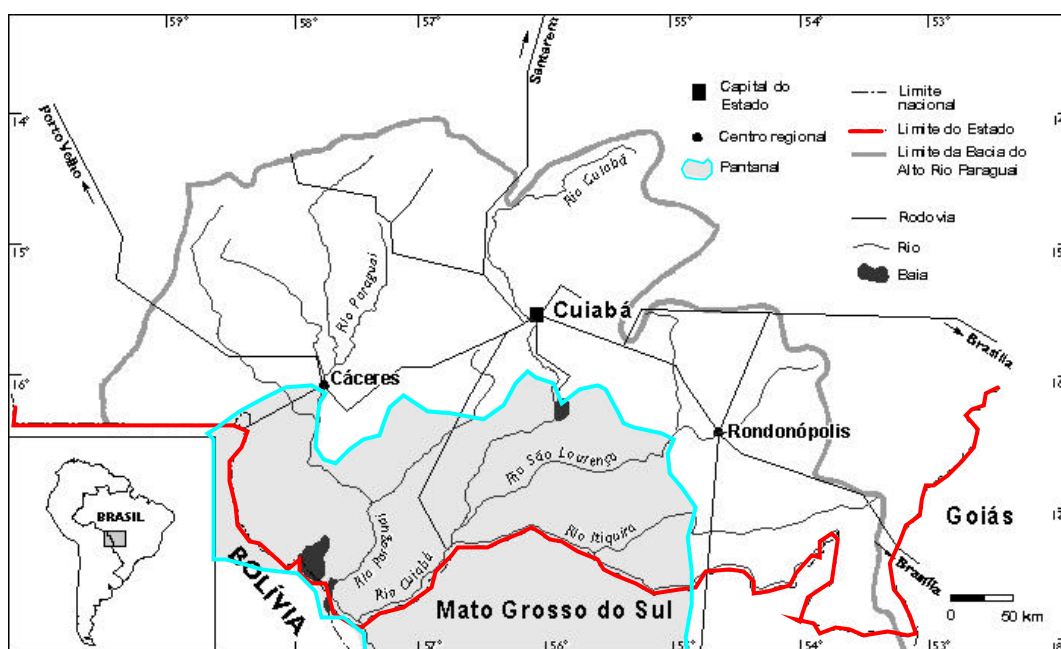 59°
58°
57°
56°
55°
54°
53°
14°
15°
16°
Porto Velho
Santarem
Capital do
Estado
Centro regional
Pantanal
Limite
nacional
Limite do Estado
Limite da Bacia do
Alto Rio Paraguai
Rodovia
Rio
Baia
Rio Cuiabá
Rio Paraguai
Cuiabá
Cáceres
Rondonópolis
Brasília
Rio São Lourenço
Rio Itiquira
Rio Paraguai
Rio Cuiabá
BRASIL
BOLÍVIA
Mato Grosso do Sul
Goiás
Brasília
0 50 km
57°
56°
55°
54°
53°